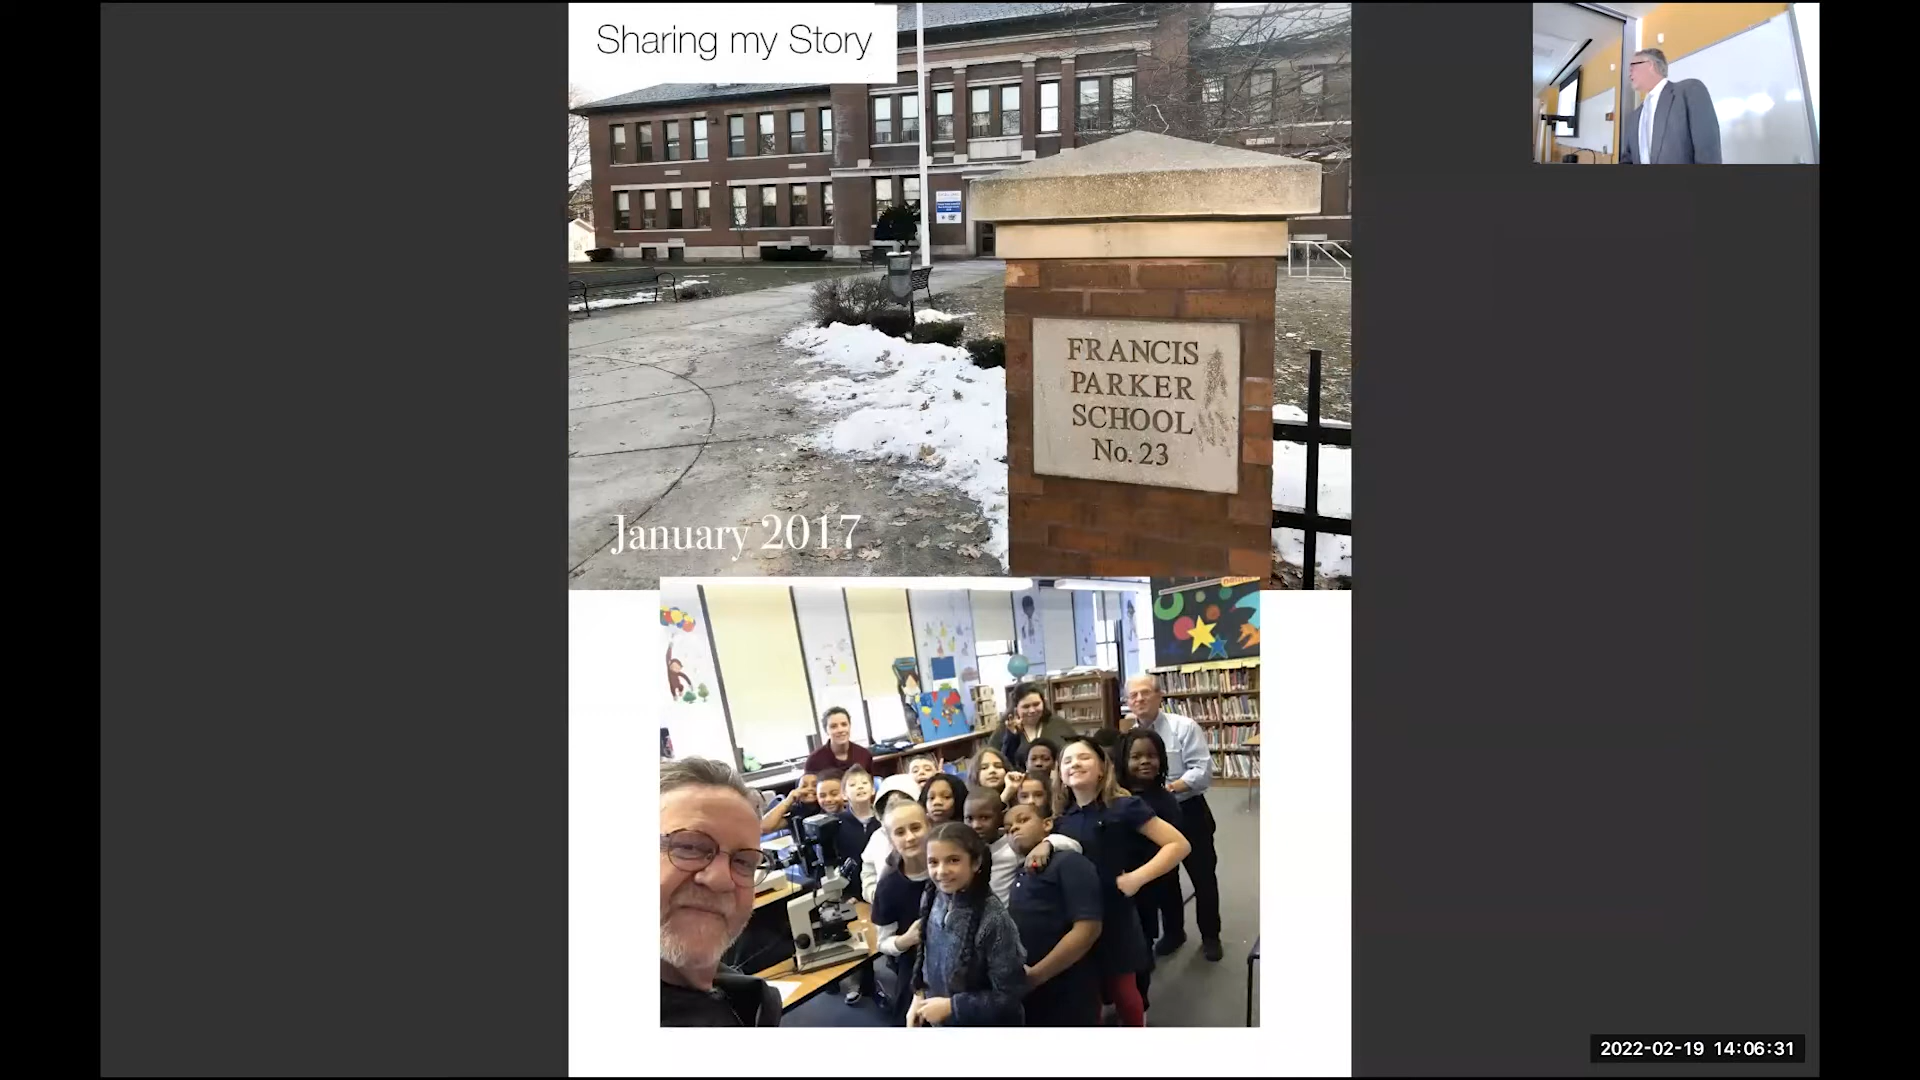 Sharing my Story
FRANCIS
PARKER
SCHOOL
No. 23
January 2017
2022-02-19 14:06:31